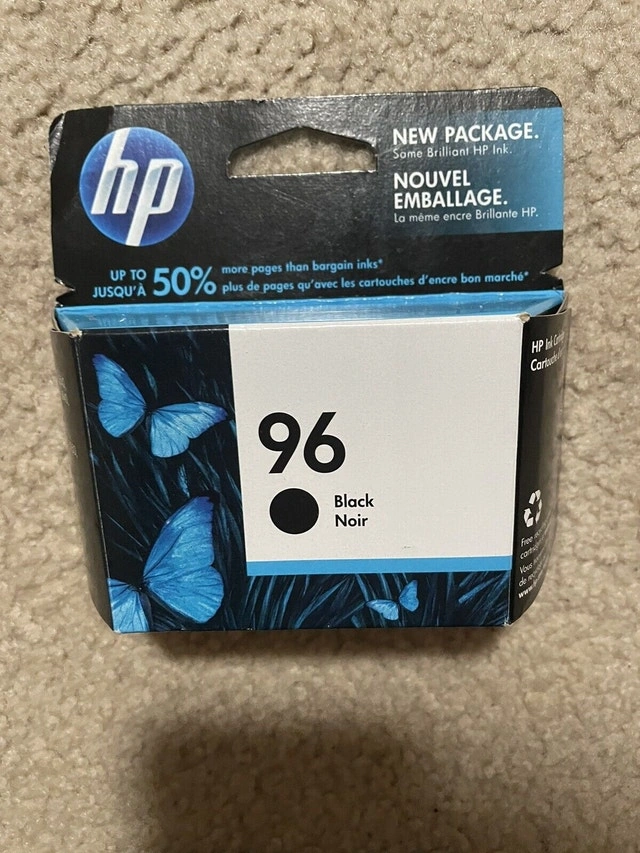 hp
NEW PACKAGE.
Same Brilliant HP Ink.
NOUVEL
EMBALLAGE.
La même encre Brillante HP.
UP TO
JUSQU'À
50%
more pages than bargain inks*
plus de pages qu'avec les cartouches d'encre bon marché*
96
Black
Noir
HP Ink
Free
Vous